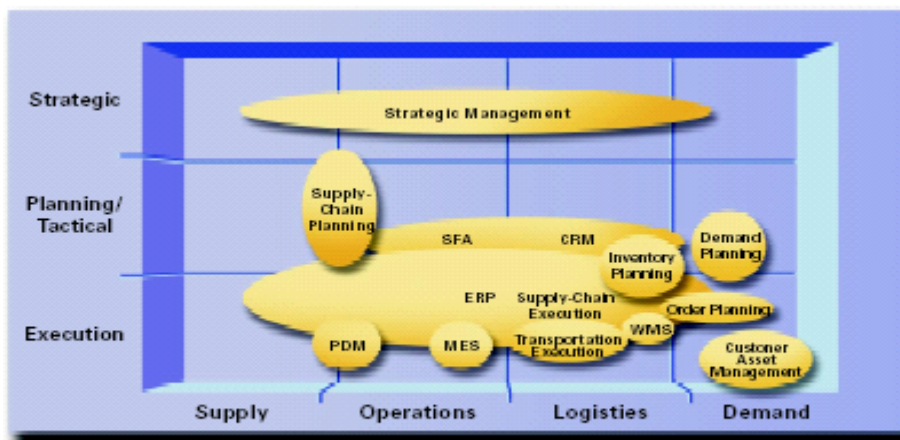 Strategic
Strategic Management
Planning/
Tactical
Supply-
Chain
Planning
SFA
CRM
Inventory
Planning
Demand
Planning
Execution
ERP
Supply-Chain
Execution
Order Planning
PDM
MES
Transportation
Execution
WMS
Customer
Asset
Management
Supply
Operations
Logisties
Demand